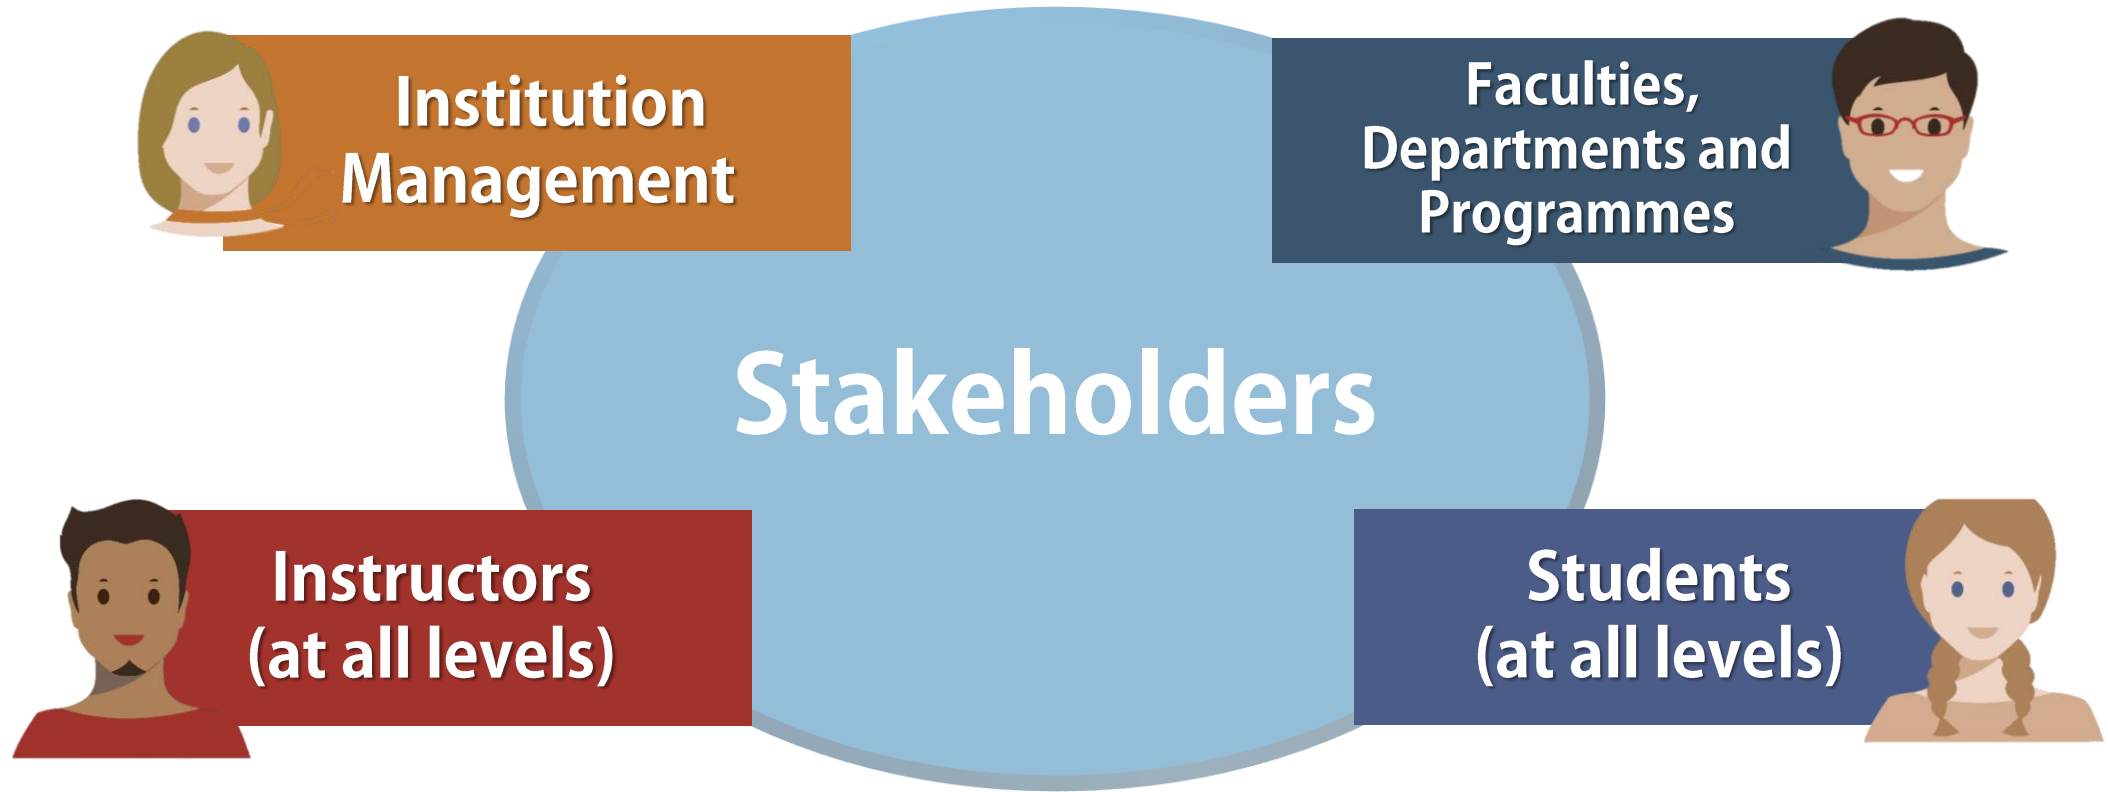 Institution
Management
Faculties,
Departments and
Programmes
Stakeholders
Instructors
(at all levels)
Students
(at all levels)